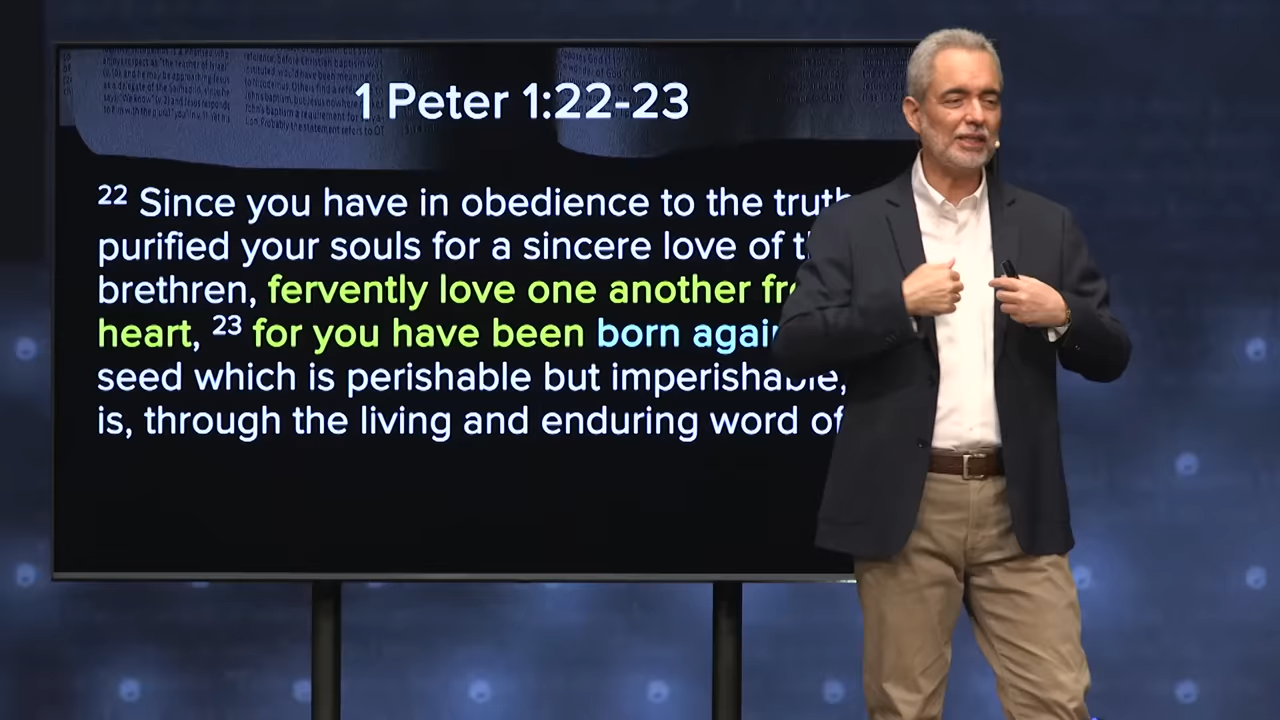 1 Peter 1:22-23
22 Since you have in obedience to the truth
purified your souls for a sincere love of
brethren, fervently love one another
heart, 23 for you have been born again
seed which is perishable but imperishable,
is, through the living and enduring word of